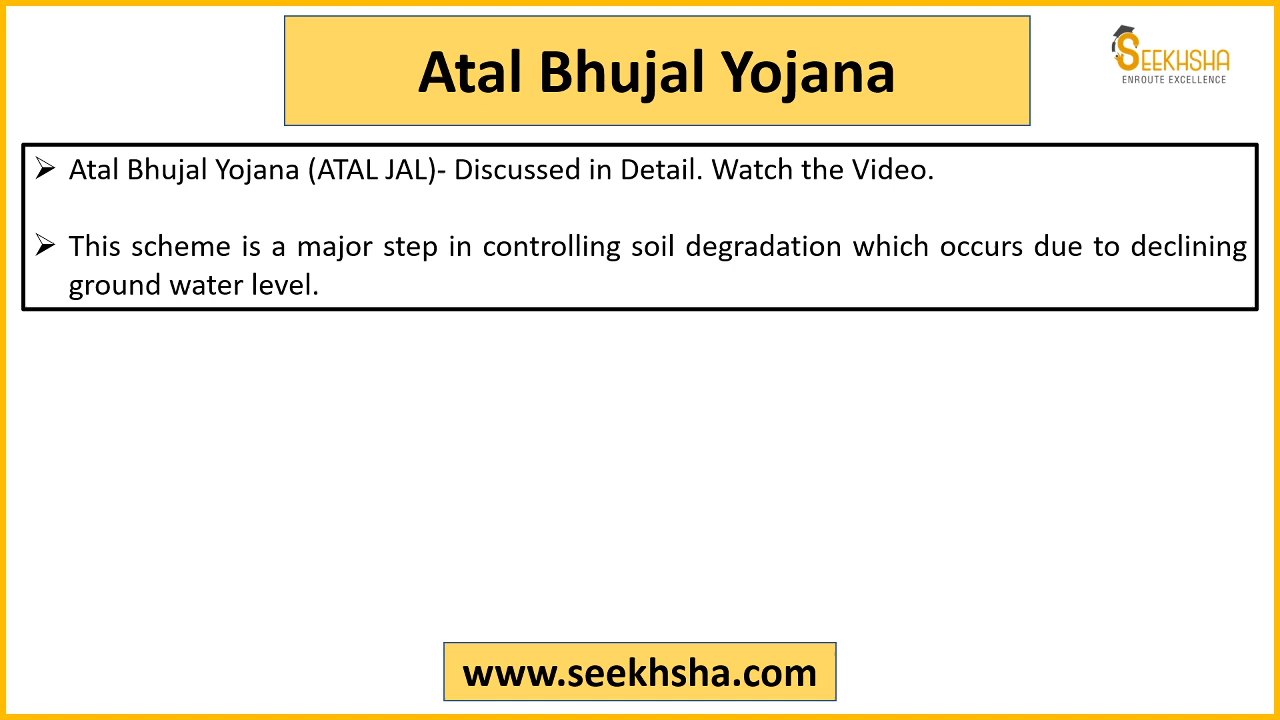 Atal Bhujal Yojana
SEEKHSHA
ENROUTE EXCELLENCE
➢ Atal Bhujal Yojana (ATAL JAL)- Discussed in Detail. Watch the Video.
➢ This scheme is a major step in controlling soil degradation which occurs due to declining
ground water level.
www.seekhsha.com